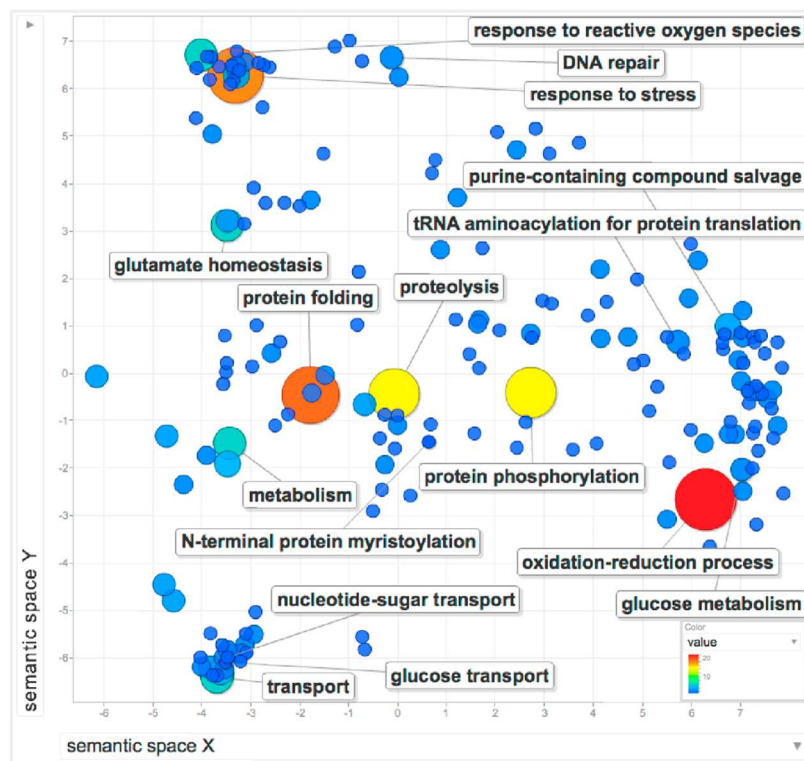 response to reactive oxygen species
DNA repair
response to stress
purine-containing compound salvage
tRNA aminoacylation for protein translation
glutamate homeostasis
protein folding
proteolysis
metabolism
protein phosphorylation
N-terminal protein myristoylation
oxidation-reduction process
nucleotide-sugar transport
glucose metabolism
glucose transport
transport
7
6
5
4
3
2
1
0
-1
-2
-3
-4
-5
-6
semantic space Y
-6 -5 -4 -3 -2 -1 0 1 2 3 4 5 6 7
semantic space X
Color
value
20
10